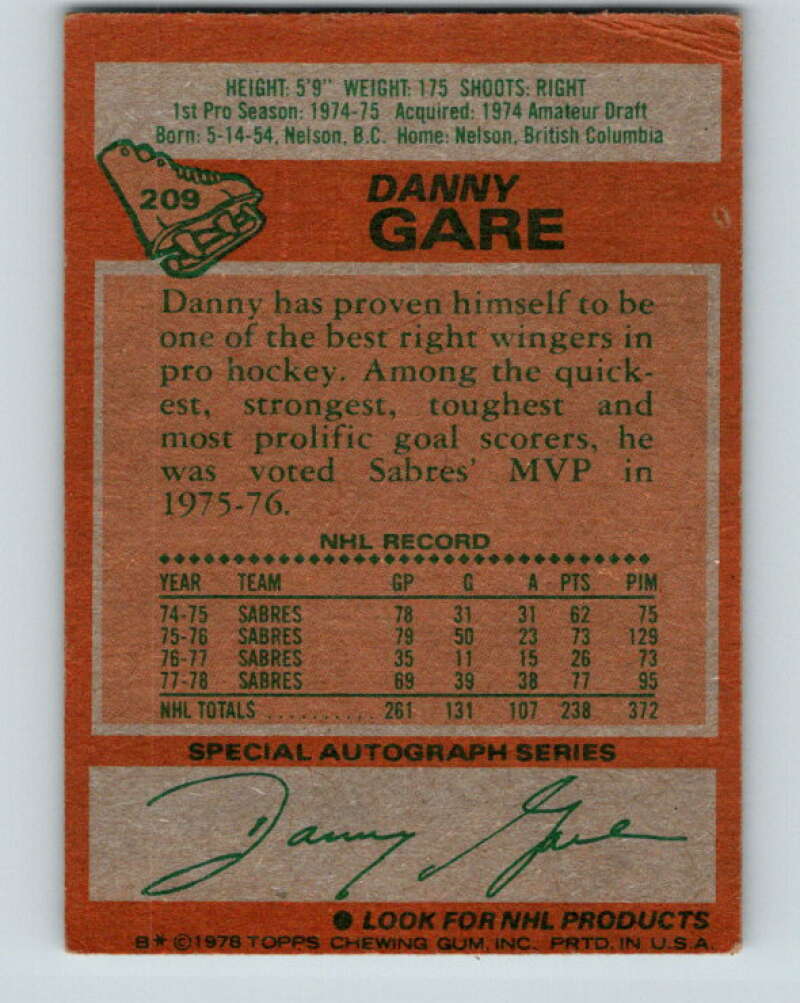 HEIGHT: 5'9" WEIGHT: 175 SHOOTS: RIGHT
1st Pro Season: 1974-75 Acquired: 1974 Amateur Draft
Born: 5-14-54, Nelson, B.C. Home: Nelson, British Columbia
209
DANNY
GARE
Danny has proven himself to be
one of the best right wingers in
pro hockey. Among the quick-
est, strongest, toughest and
most prolific goal scorers, he
was voted Sabres' MVP in
1975-76.
NHL RECORD
YEAR TEAM GP G A PTS PIM
74-75 SABRES 78 31 31 62 75
75-76 SABRES 79 50 23 73 129
76-77 SABRES 35 11 15 26 73
77-78 SABRES 69 39 38 77 95
NHL TOTALS .......... 261 131 107 238 372
SPECIAL AUTOGRAPH SERIES
Danny Gare
LOOK FOR NHL PRODUCTS
B* ©1978 TOPPS CHEWING GUM, INC. PRTD. IN U.S.A.